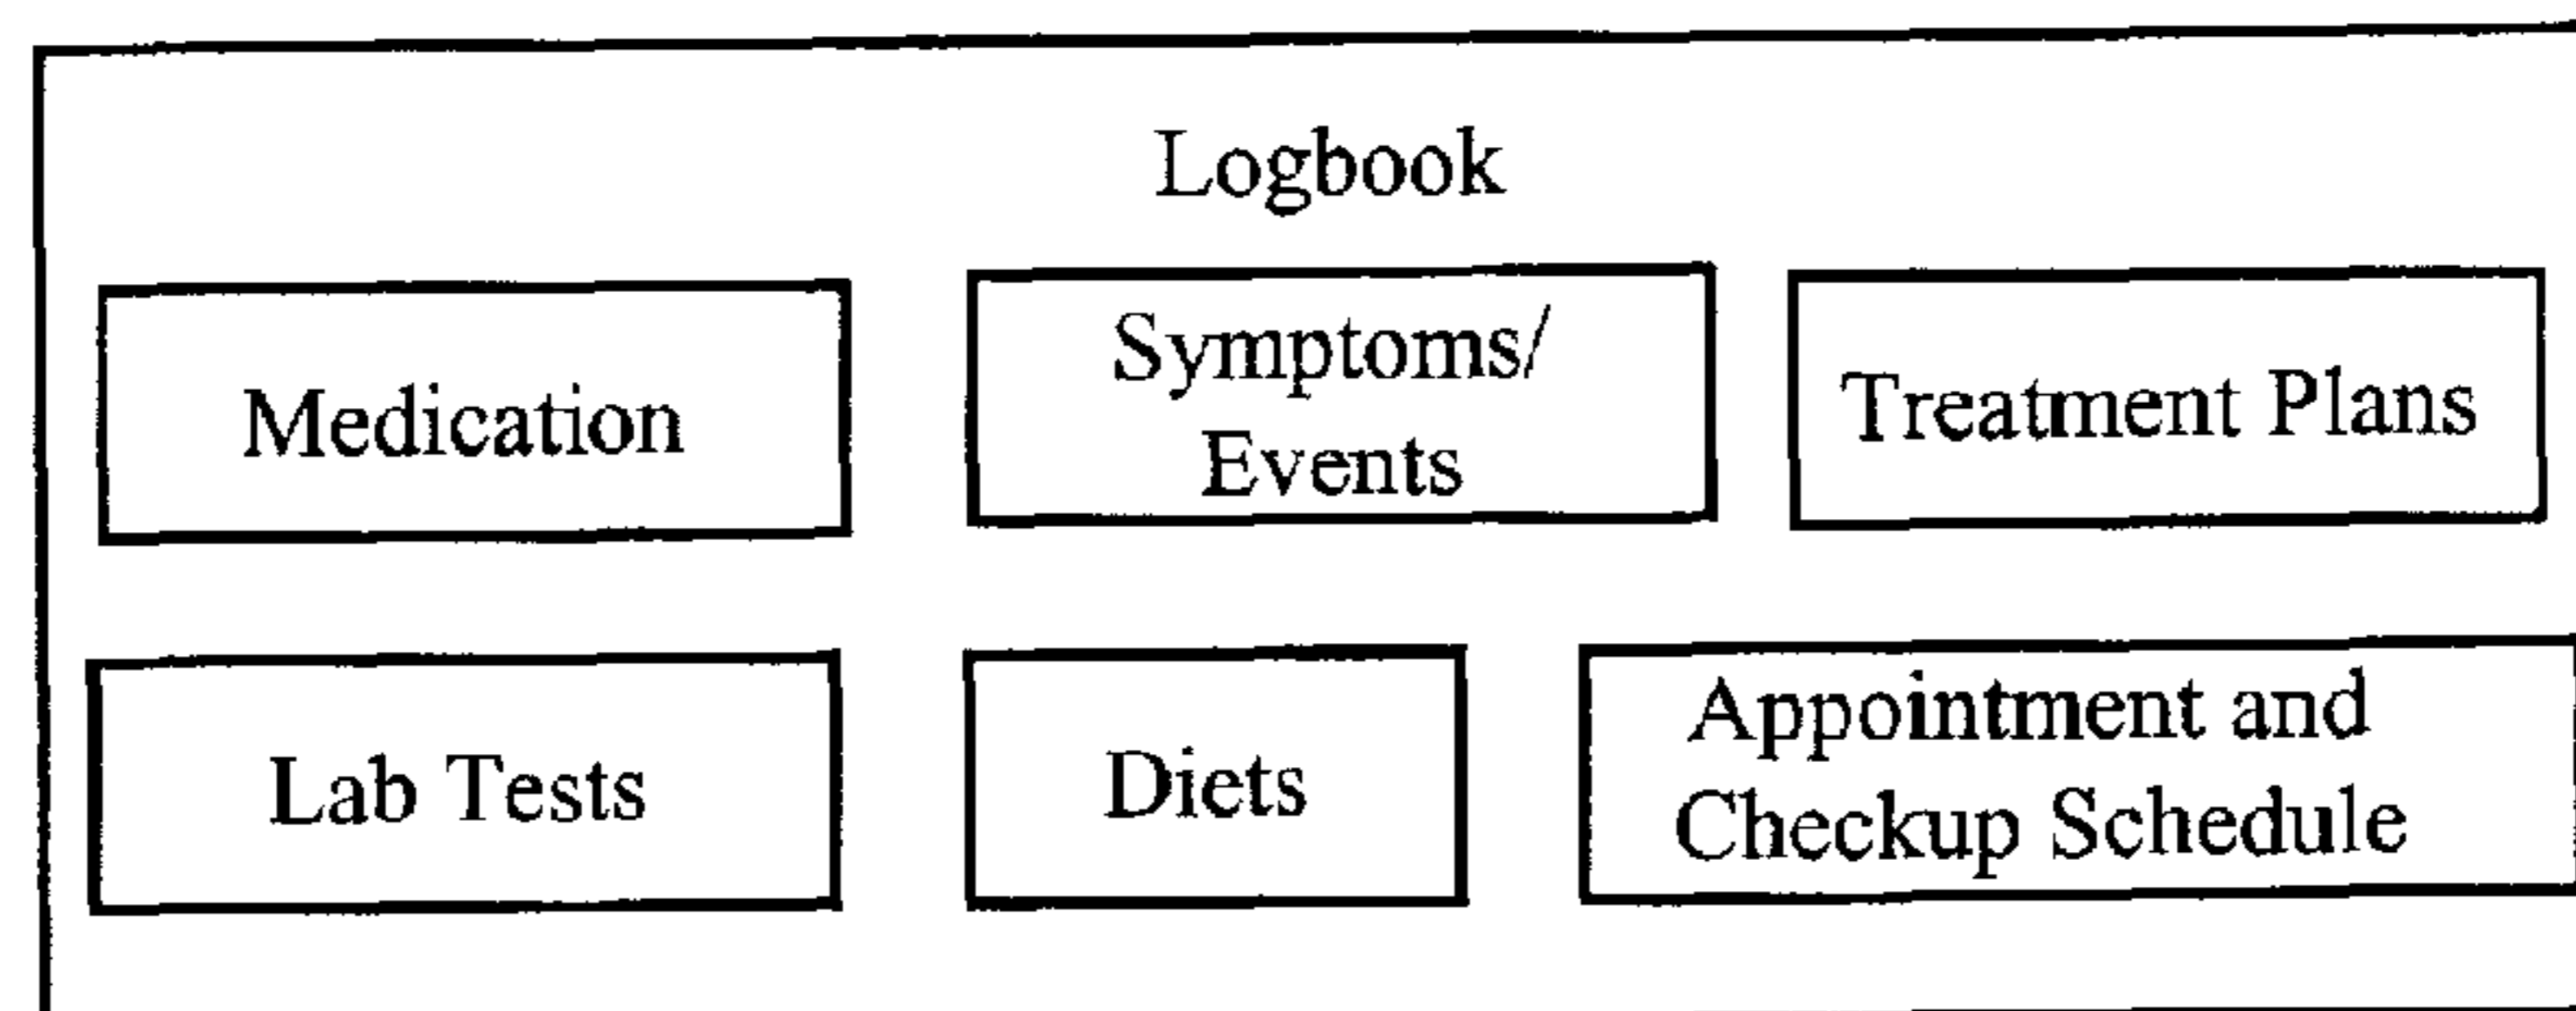 Logbook
Medication
Symptoms/
Events
Treatment Plans
Lab Tests
Diets
Appointment and
Checkup Schedule